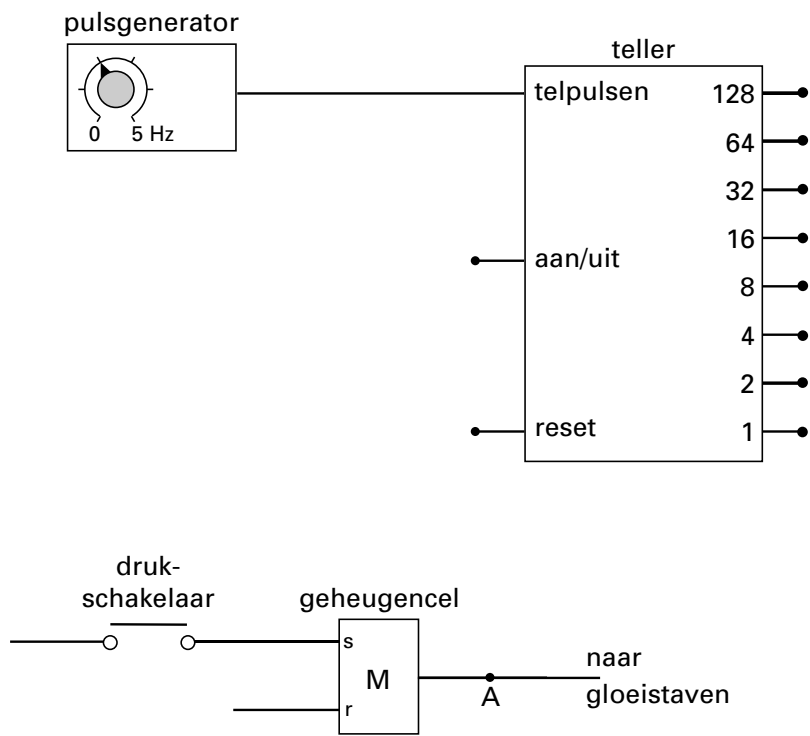 pulsgenerator
0 5 Hz
teller
telpulsen 128
64
32
16
aan/uit
8
4
2
reset 1
druk-
schakelaar
geheugencel
s
M
r
A
naar
gloeistaven